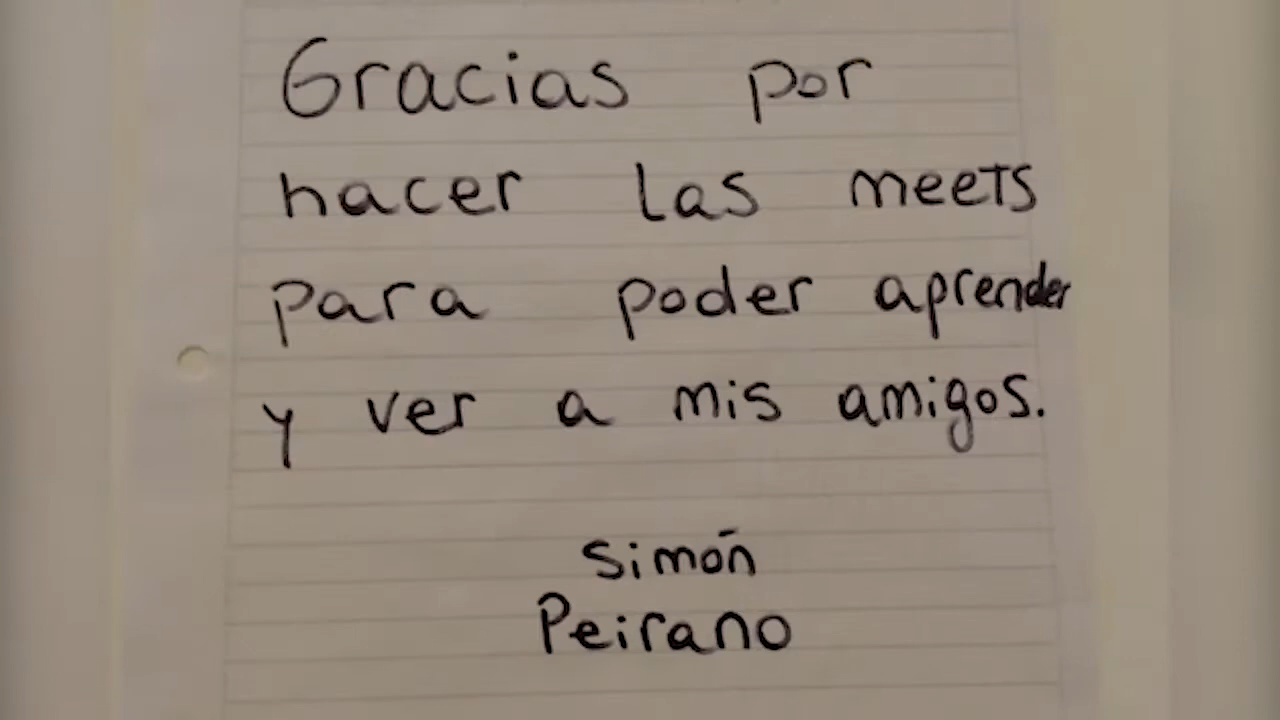 Gracias por
hacer las meets
para poder aprender
y ver a mis amigos.
Simón
Peirano